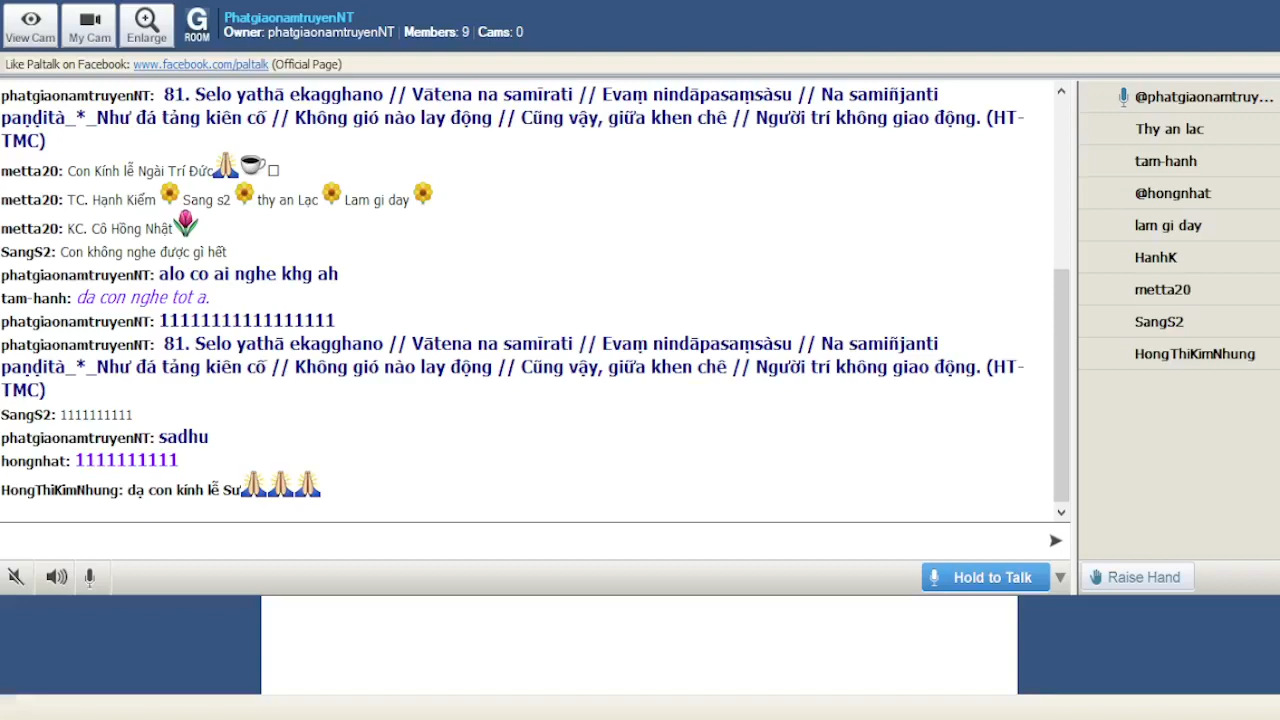 View Cam
My Cam
Enlarge
G
ROOM
PhatgiaonamtruyenNT
Owner: phatgiaonamtruyenNT | Members: 9 | Cams: 0
Like Paltalk on Facebook: www.facebook.com/paltalk (Official Page)
phatgiaonamtruyenNT: 81. Selo yathā ekagghano // Vātena na samīrati // Evaṃ nindāpasaṃsàsu // Na samiñjanti
paṇḍità_*_Như đá tảng kiên cố // Không gió nào lay động // Cũng vậy, giữa khen chê // Người trí không giao động. (HT-
TMC)
metta20: Con Kính lễ Ngài Trí Đức
metta20: TC. Hạnh Kiểm Sang s2 thy an Lạc Lam gi day
metta20: KC. Cô Hồng Nhật
SangS2: Con không nghe được gì hết
phatgiaonamtruyenNT: alo co ai nghe khg ah
tam-hanh: da con nghe tot a.
phatgiaonamtruyenNT: 11111111111111111
phatgiaonamtruyenNT: 81. Selo yathā ekagghano // Vātena na samīrati // Evaṃ nindāpasaṃsàsu // Na samiñjanti
paṇḍità_*_Như đá tảng kiên cố // Không gió nào lay động // Cũng vậy, giữa khen chê // Người trí không giao động. (HT-
TMC)
SangS2: 1111111111
phatgiaonamtruyenNT: sadhu
hongnhat: 1111111111
HongThiKimNhung: dạ con kính lễ Sư
@phatgiaonamtruy...
Thy an lac
tam-hanh
@hongnhat
lam gi day
HanhK
metta20
SangS2
HongThiKimNhung
Hold to Talk
Raise Hand